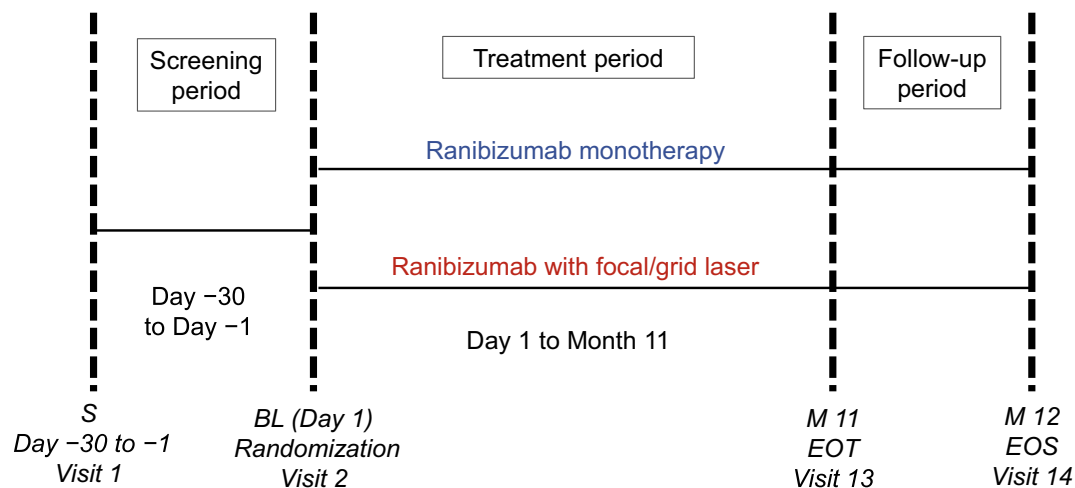 Screening
period
Treatment period
Follow-up
period
Ranibizumab monotherapy
Ranibizumab with focal/grid laser
Day −30
to Day −1
Day 1 to Month 11
S
Day −30 to −1
Visit 1
BL (Day 1)
Randomization
Visit 2
M 11
EOT
Visit 13
M 12
EOS
Visit 14